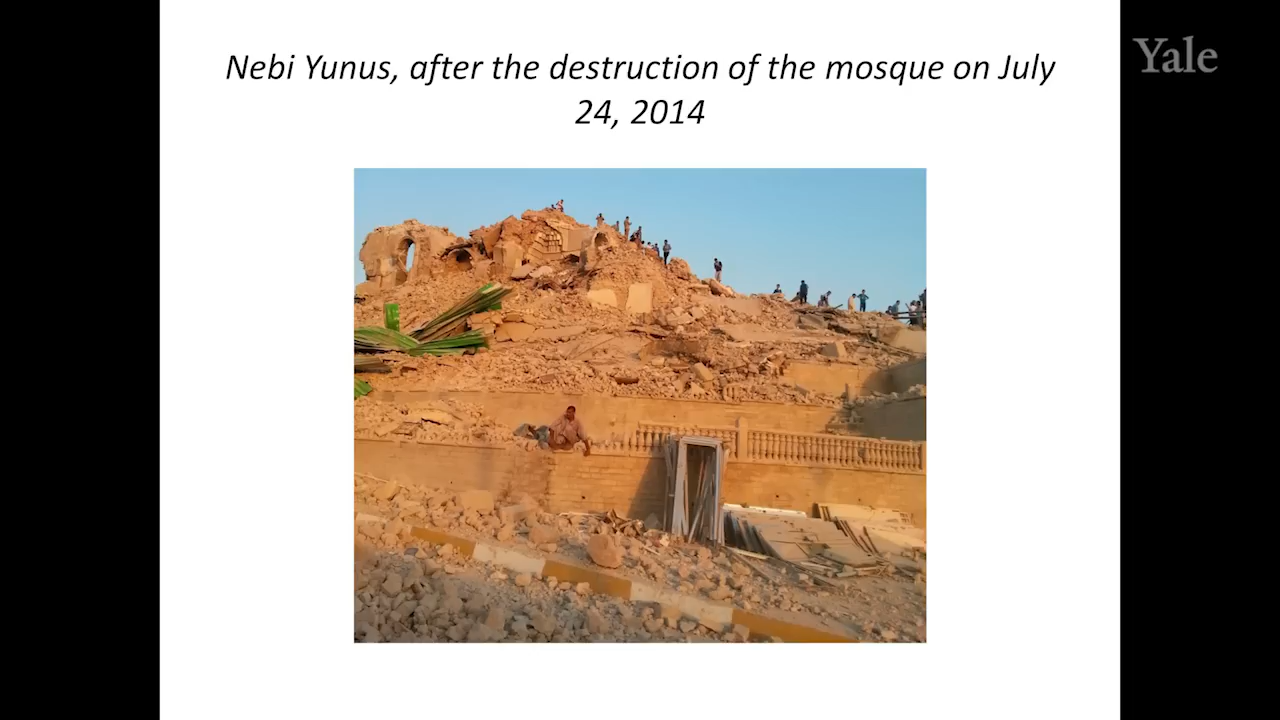 Nebi Yunus, after the destruction of the mosque on July
24, 2014
Yale